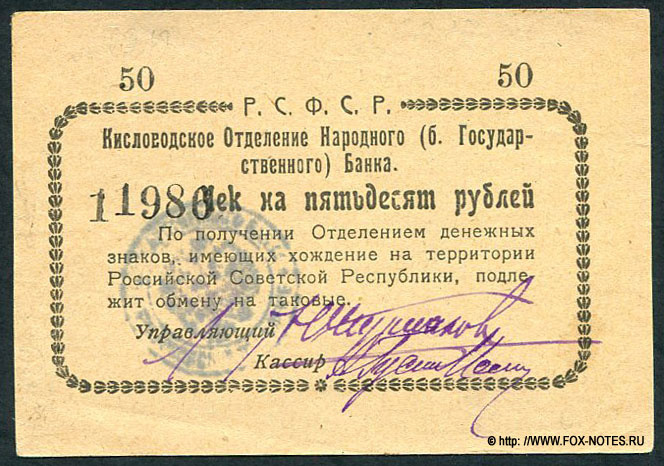 50 50
Р. С. Ф. С. Р.
Кисловодское Отделение Народного (б. Государ-
ственного) Банка.
11980 Чек на пятьдесят рублей
По получении Отделением денежных
знаков, имеющих хождение на территории
Российской Советской Республики, подле
жит обмену на таковые.
Управляющий
Кассир
© http://www.FOX-NOTES.RU